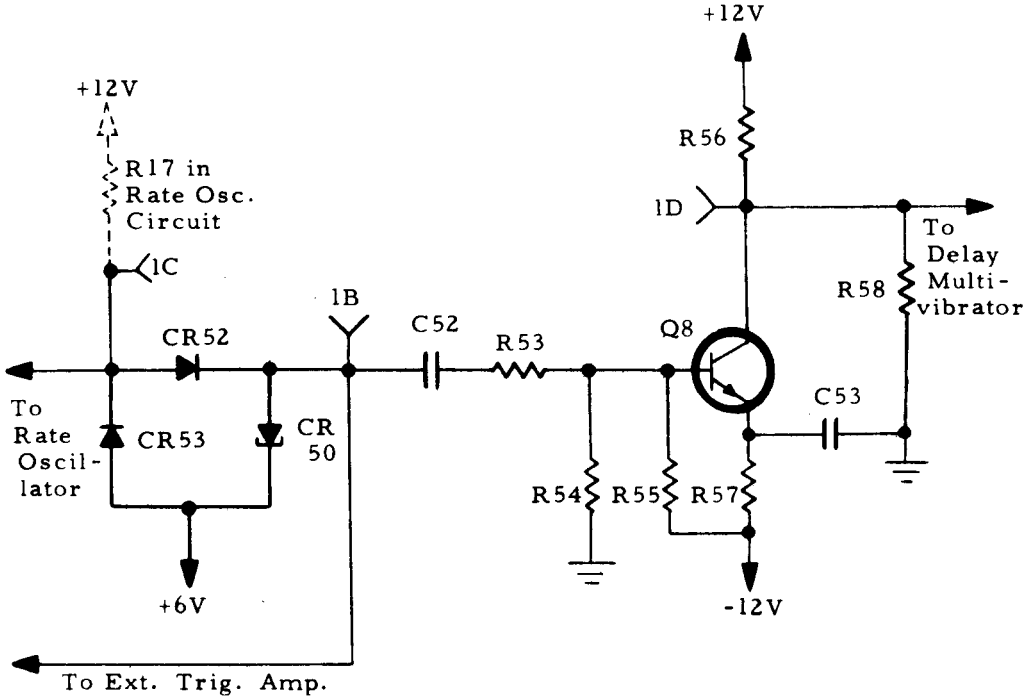 +12V
+12V
R17 in
Rate Osc.
Circuit
R56
1D
To
Delay
Multi-
vibrator
1C
1B
R58
CR52
C52
R53
Q8
C53
To
Rate
Oscil-
lator
CR53
CR
50
R54
R55
R57
+6V
-12V
To Ext. Trig. Amp.